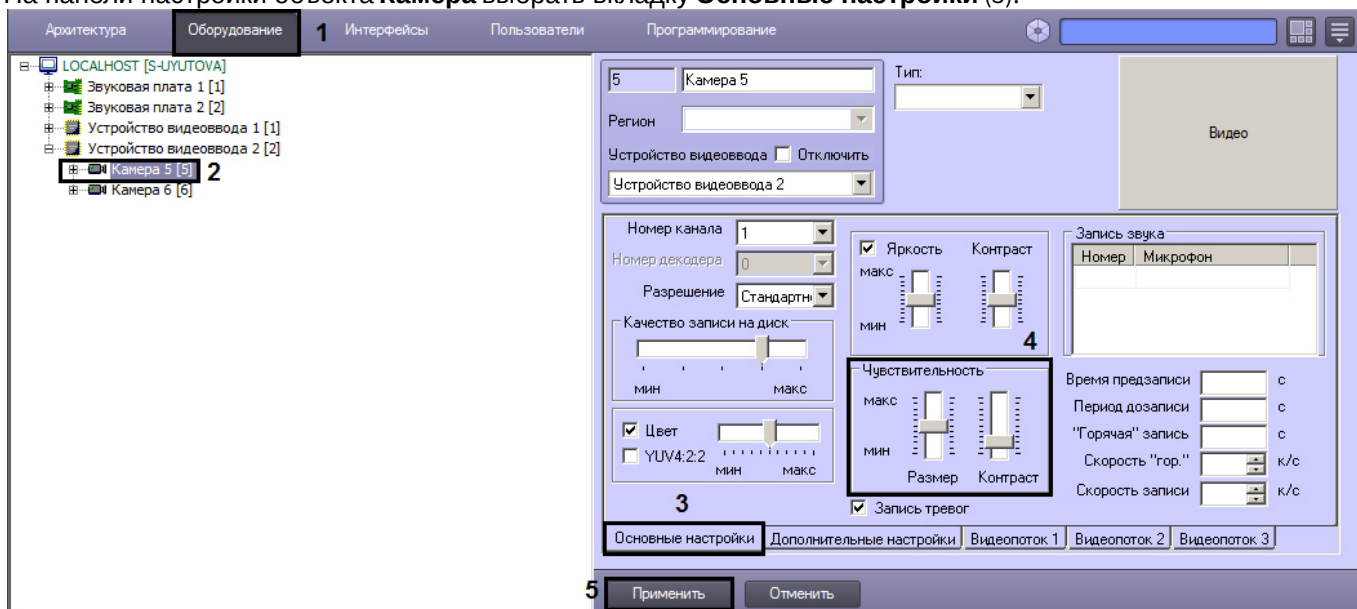 На панели настройки объекта Камера выбрать вкладку Основные настройки (3).
Архитектура Оборудование 1 Интерфейсы Пользователи Программирование
LOCALHOST [S-UYUTOVA]
Звуковая плата 1 [1]
Звуковая плата 2 [2]
Устройство видеоввода 1 [1]
Устройство видеоввода 2 [2]
Камера 5 [5] 2
Камера 6 [6]
5 Камера 5
Тип:
Регион
Устройство видеоввода Отключить
Устройство видеоввода 2
Видео
Номер канала 1
Номер декодера 0
Разрешение Стандартн
Качество записи на диск
мин макс
Цвет
YUV4:2:2
мин макс
3
Яркость Контраст
макс
мин
4
Чувствительность
макс
мин
Размер Контраст
Запись тревог
Запись звука
Номер Микрофон
Время предзаписи с
Период дозаписи с
"Горячая" запись с
Скорость "гор." к/с
Скорость записи к/с
Основные настройки Дополнительные настройки Видеопоток 1 Видеопоток 2 Видеопоток 3
5 Применить Отменить